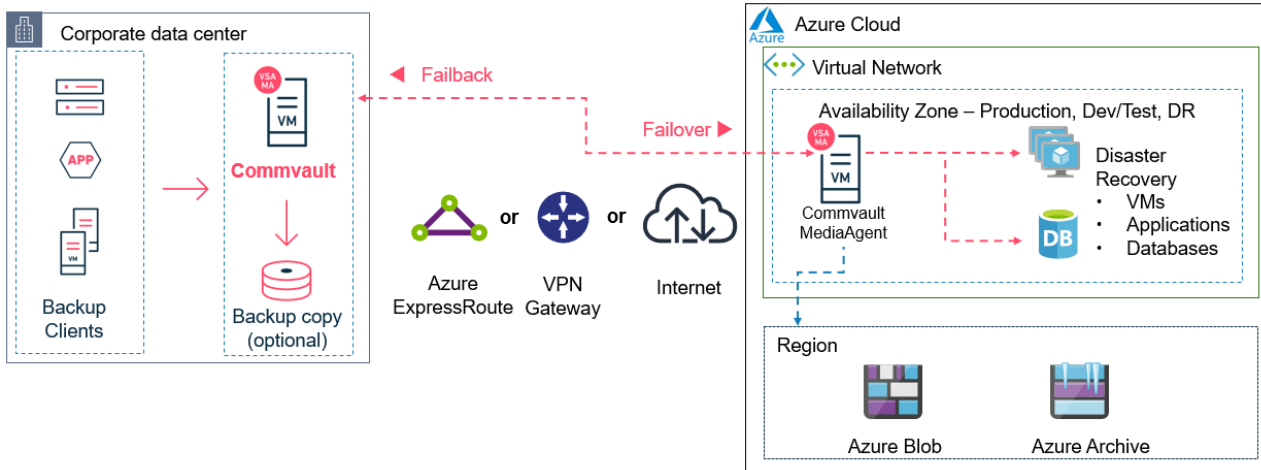 Corporate data center
VSA
MA
VM
Commvault
APP
VM
Backup
Clients
Backup copy
(optional)
Failback
Failover
or
or
Azure
ExpressRoute
VPN
Gateway
Internet
Azure
Azure Cloud
Virtual Network
Availability Zone – Production, Dev/Test, DR
VSA
MA
VM
Commvault
MediaAgent
Disaster
Recovery
• VMs
• Applications
• Databases
DB
Region
Azure Blob
Azure Archive